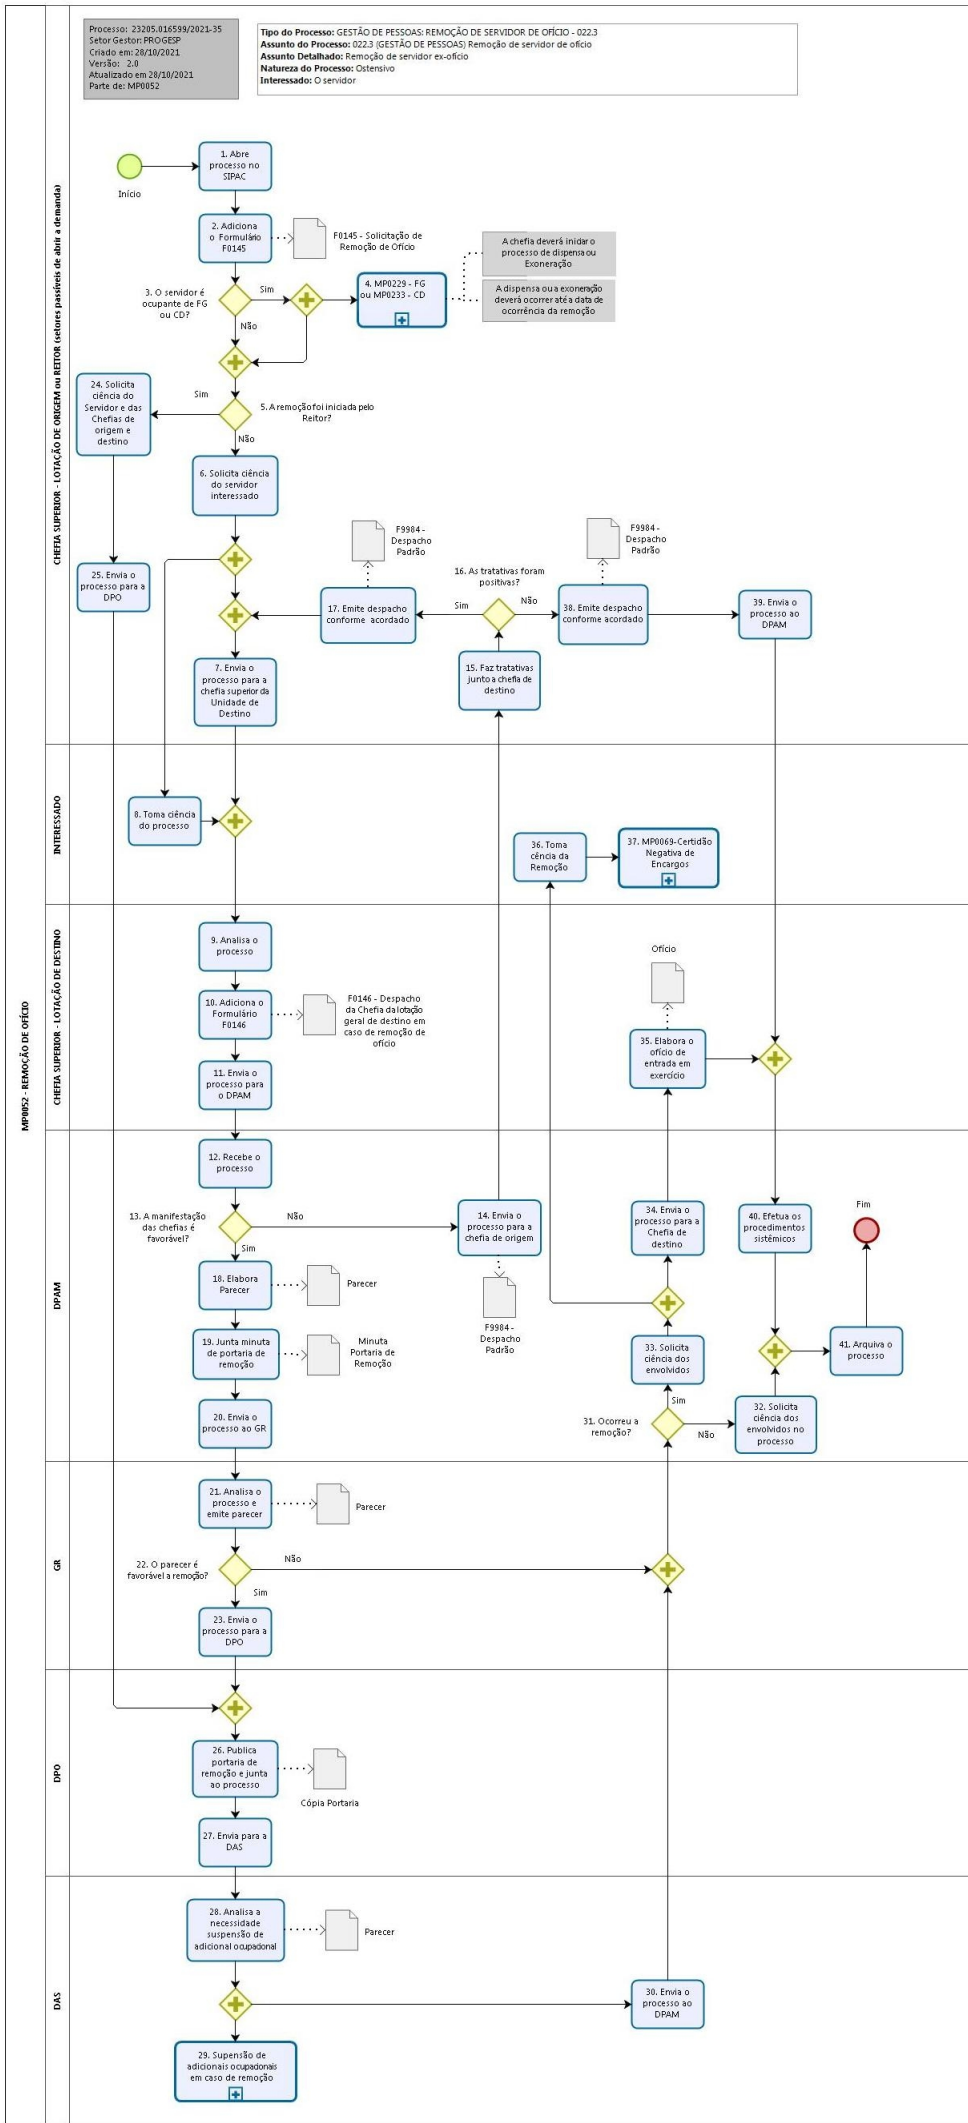 Processo: 23205.016599/2021-35
Setor Gestor: PROGESP
Criado em: 28/10/2021
Versão: 2.0
Atualizado em 28/10/2021
Parte de: MP0052
Tipo do Processo: GESTÃO DE PESSOAS: REMOÇÃO DE SERVIDOR DE OFÍCIO - 022.3
Assunto do Processo: 022.3 (GESTÃO DE PESSOAS) Remoção de servidor de ofício
Assunto Detalhado: Remoção de servidor ex-ofício
Natureza do Processo: Ostensivo
Interessado: O servidor
MP0052 - REMOÇÃO DE OFÍCIO
CHEFIA SUPERIOR - LOTAÇÃO DE ORIGEM ou REITOR (setores passíveis de abrir a demanda)
Início
1. Abre
processo no
SIPAC
2. Adiciona
o Formulário
F0145
F0145 - Solicitação de
Remoção de Ofício
3. O servidor é
ocupante de FG
ou CD?
Sim
Não
4. MP0229 - FG
ou MP0233 - CD
A chefia deverá iniciar o
processo de dispensa ou
Exoneração
A dispensa ou a exoneração
deverá ocorrer até a data de
ocorrência da remoção
24. Solicita
ciência do
Servidor e das
Chefias de
origem e
destino
Sim
5. A remoção foi iniciada pelo
Reitor?
Não
6. Solicita ciência
do servidor
interessado
25. Envia o
processo para a
DPO
F9984 -
Despacho
Padrão
17. Emite despacho
conforme acordado
16. As tratativas foram
positivas?
Sim
Não
F9984 -
Despacho
Padrão
38. Emite despacho
conforme acordado
39. Envia o
processo ao
DPAM
15. Faz tratativas
junto a chefia de
destino
7. Envia o
processo para a
chefia superior da
Unidade de
Destino
INTERESSADO
8. Toma ciência
do processo
36. Toma
ciência da
Remoção
37. MP0069-Certidão
Negativa de
Encargos
CHEFIA SUPERIOR - LOTAÇÃO DE DESTINO
9. Analisa o
processo
10. Adiciona o
Formulário
F0146
F0146 - Despacho
da Chefia da lotação
geral de destino em
caso de remoção de
ofício
11. Envia o
processo para
o DPAM
Ofício
35. Elabora o
ofício de
entrada em
exercício
DPAM
12. Recebe o
processo
13. A manifestação
das chefias é
favorável?
Não
Sim
14. Envia o
processo para a
chefia de origem
F9984 -
Despacho
Padrão
18. Elabora
Parecer
Parecer
19. Junta minuta
de portaria de
remoção
Minuta
Portaria de
Remoção
20. Envia o
processo ao GR
34. Envia o
processo para a
Chefia de
destino
33. Solicita
ciência dos
envolvidos
Sim
31. Ocorreu a
remoção?
Não
32. Solicita
ciência dos
envolvidos no
processo
40. Efetua os
procedimentos
sistêmicos
Fim
41. Arquiva o
processo
GR
21. Analisa o
processo e
emite parecer
Parecer
22. O parecer é
favorável a remoção?
Não
Sim
23. Envia o
processo para a
DPO
DPO
26. Publica
portaria de
remoção e junta
ao processo
Cópia Portaria
27. Envia para a
DAS
DAS
28. Analisa a
necessidade
suspensão de
adicional ocupacional
Parecer
30. Envia o
processo ao
DPAM
29. Supensão de
adicionais ocupacionais
em caso de remoção